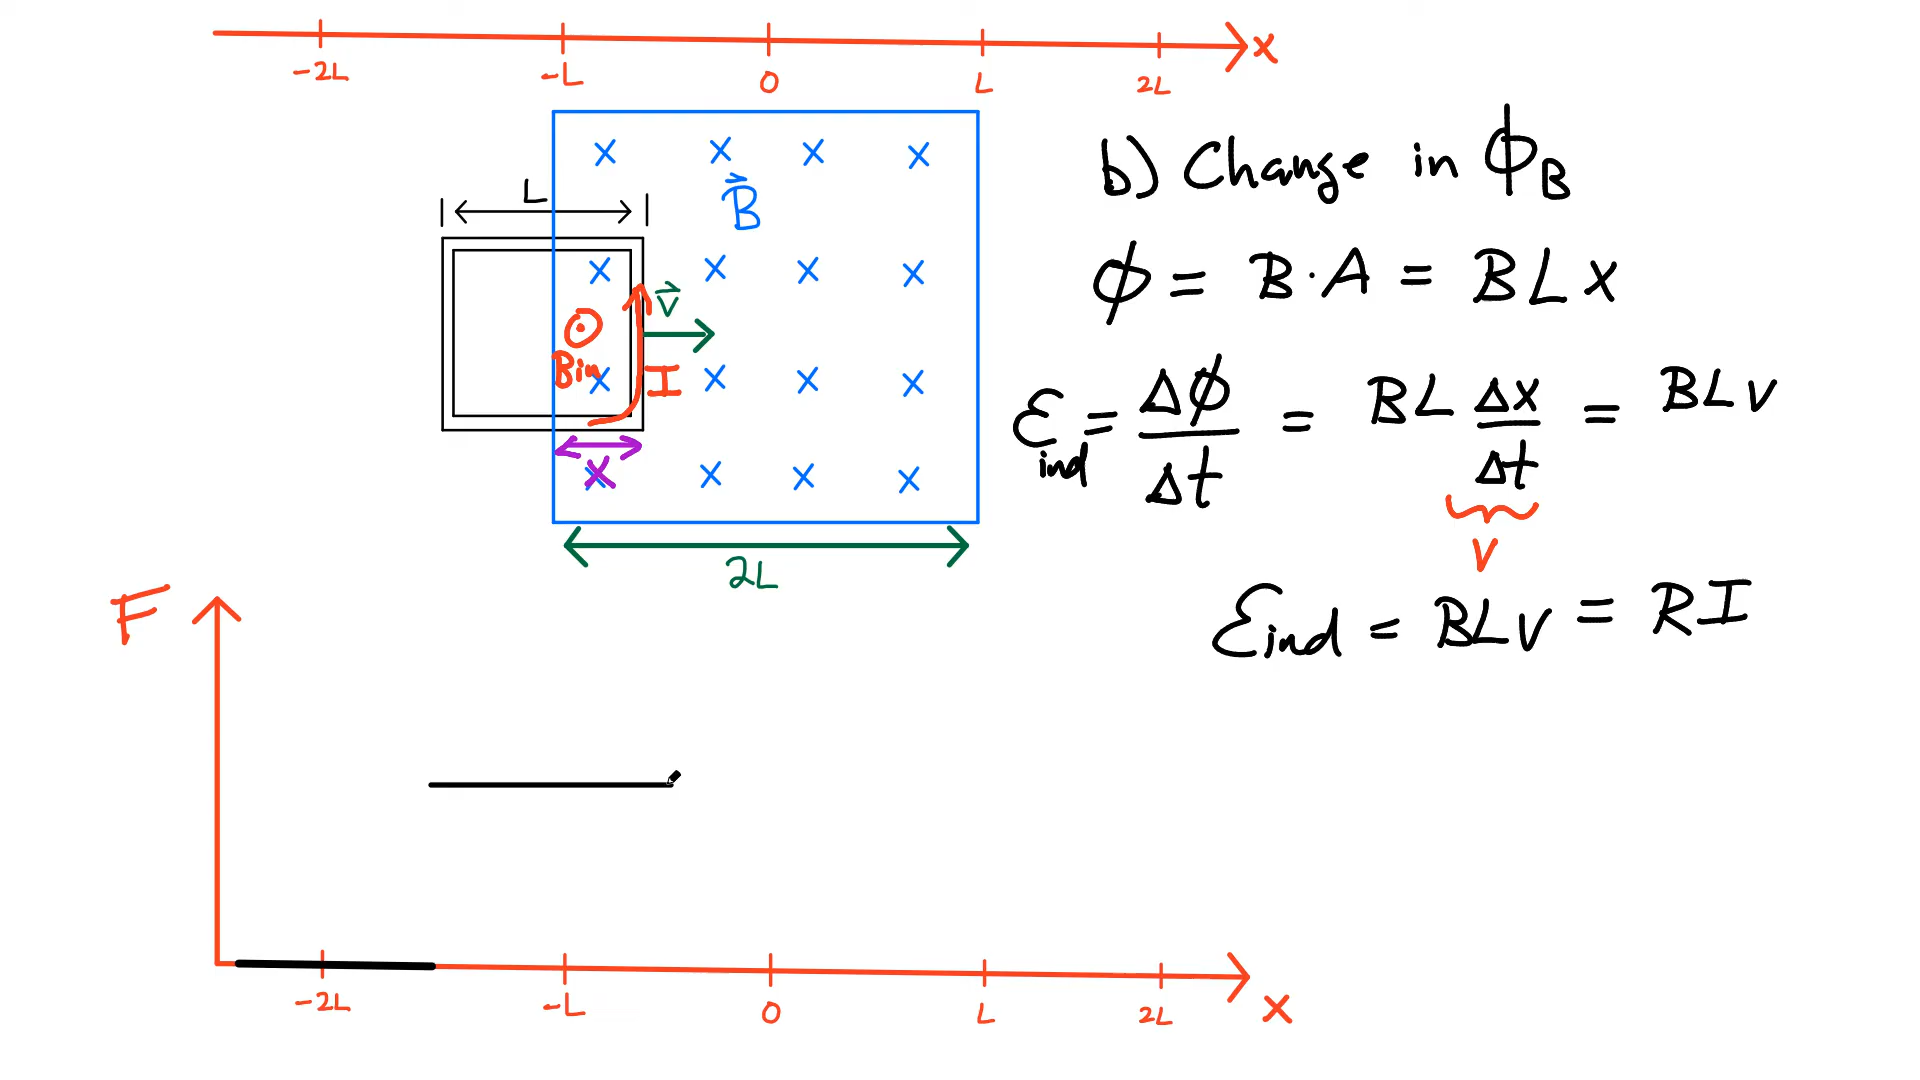 x
-2L -L 0 L 2L
b) Change in ϕB
L
B⃗
ϕ = B · A = BLx
v⃗
Bin
I
εind = Δϕ/Δt = BL Δx/Δt = BLv
x
v
2L
F
εind = BLv = RI
-2L -L 0 L 2L x